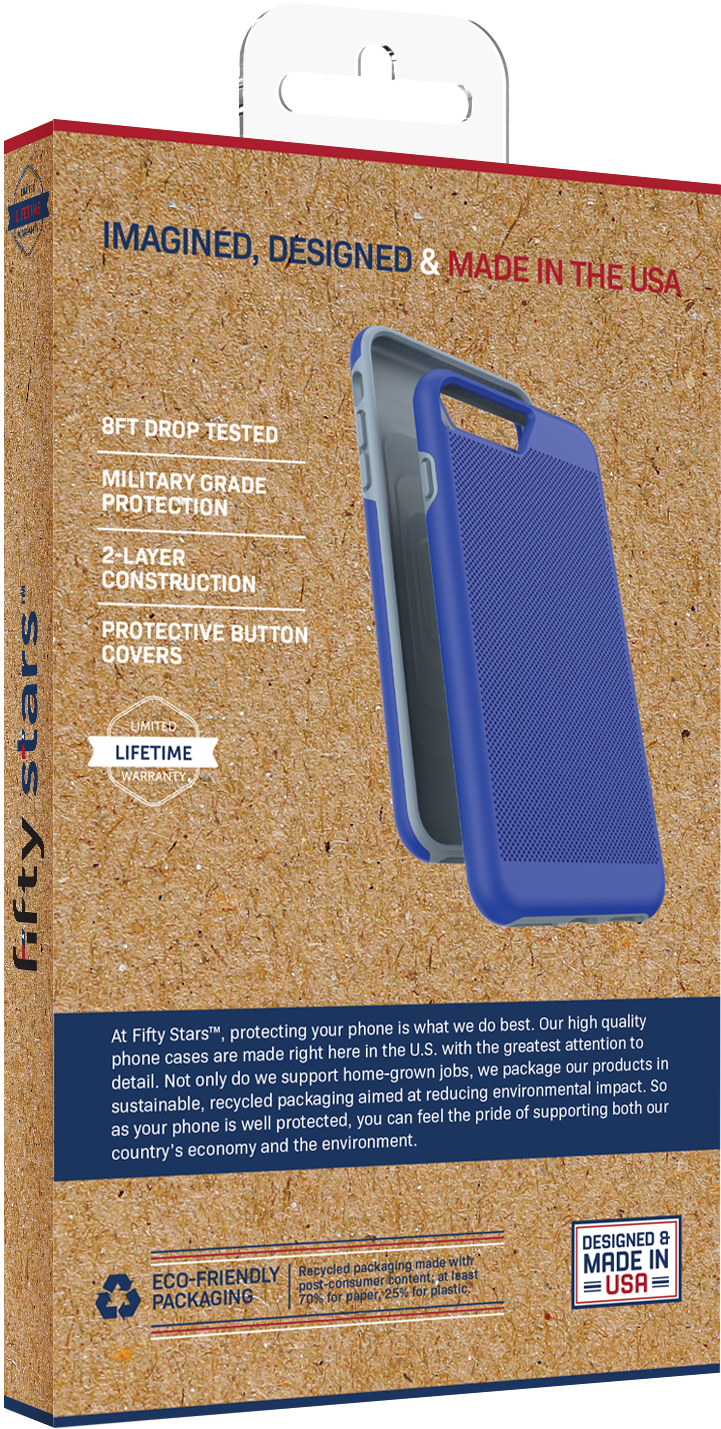 IMAGINED, DESIGNED & MADE IN THE USA
8FT DROP TESTED
MILITARY GRADE
PROTECTION
2-LAYER
CONSTRUCTION
PROTECTIVE BUTTON
COVERS
LIMITED
LIFETIME
WARRANTY
LIMITED
LIFETIME
WARRANTY
fifty stars™
At Fifty Stars™, protecting your phone is what we do best. Our high quality
phone cases are made right here in the U.S. with the greatest attention to
detail. Not only do we support home-grown jobs, we package our products in
sustainable, recycled packaging aimed at reducing environmental impact. So
as your phone is well protected, you can feel the pride of supporting both our
country's economy and the environment.
ECO-FRIENDLY
PACKAGING
Recycled packaging made with
post-consumer content; at least
70% for paper, 25% for plastic.
DESIGNED &
MADE IN
USA